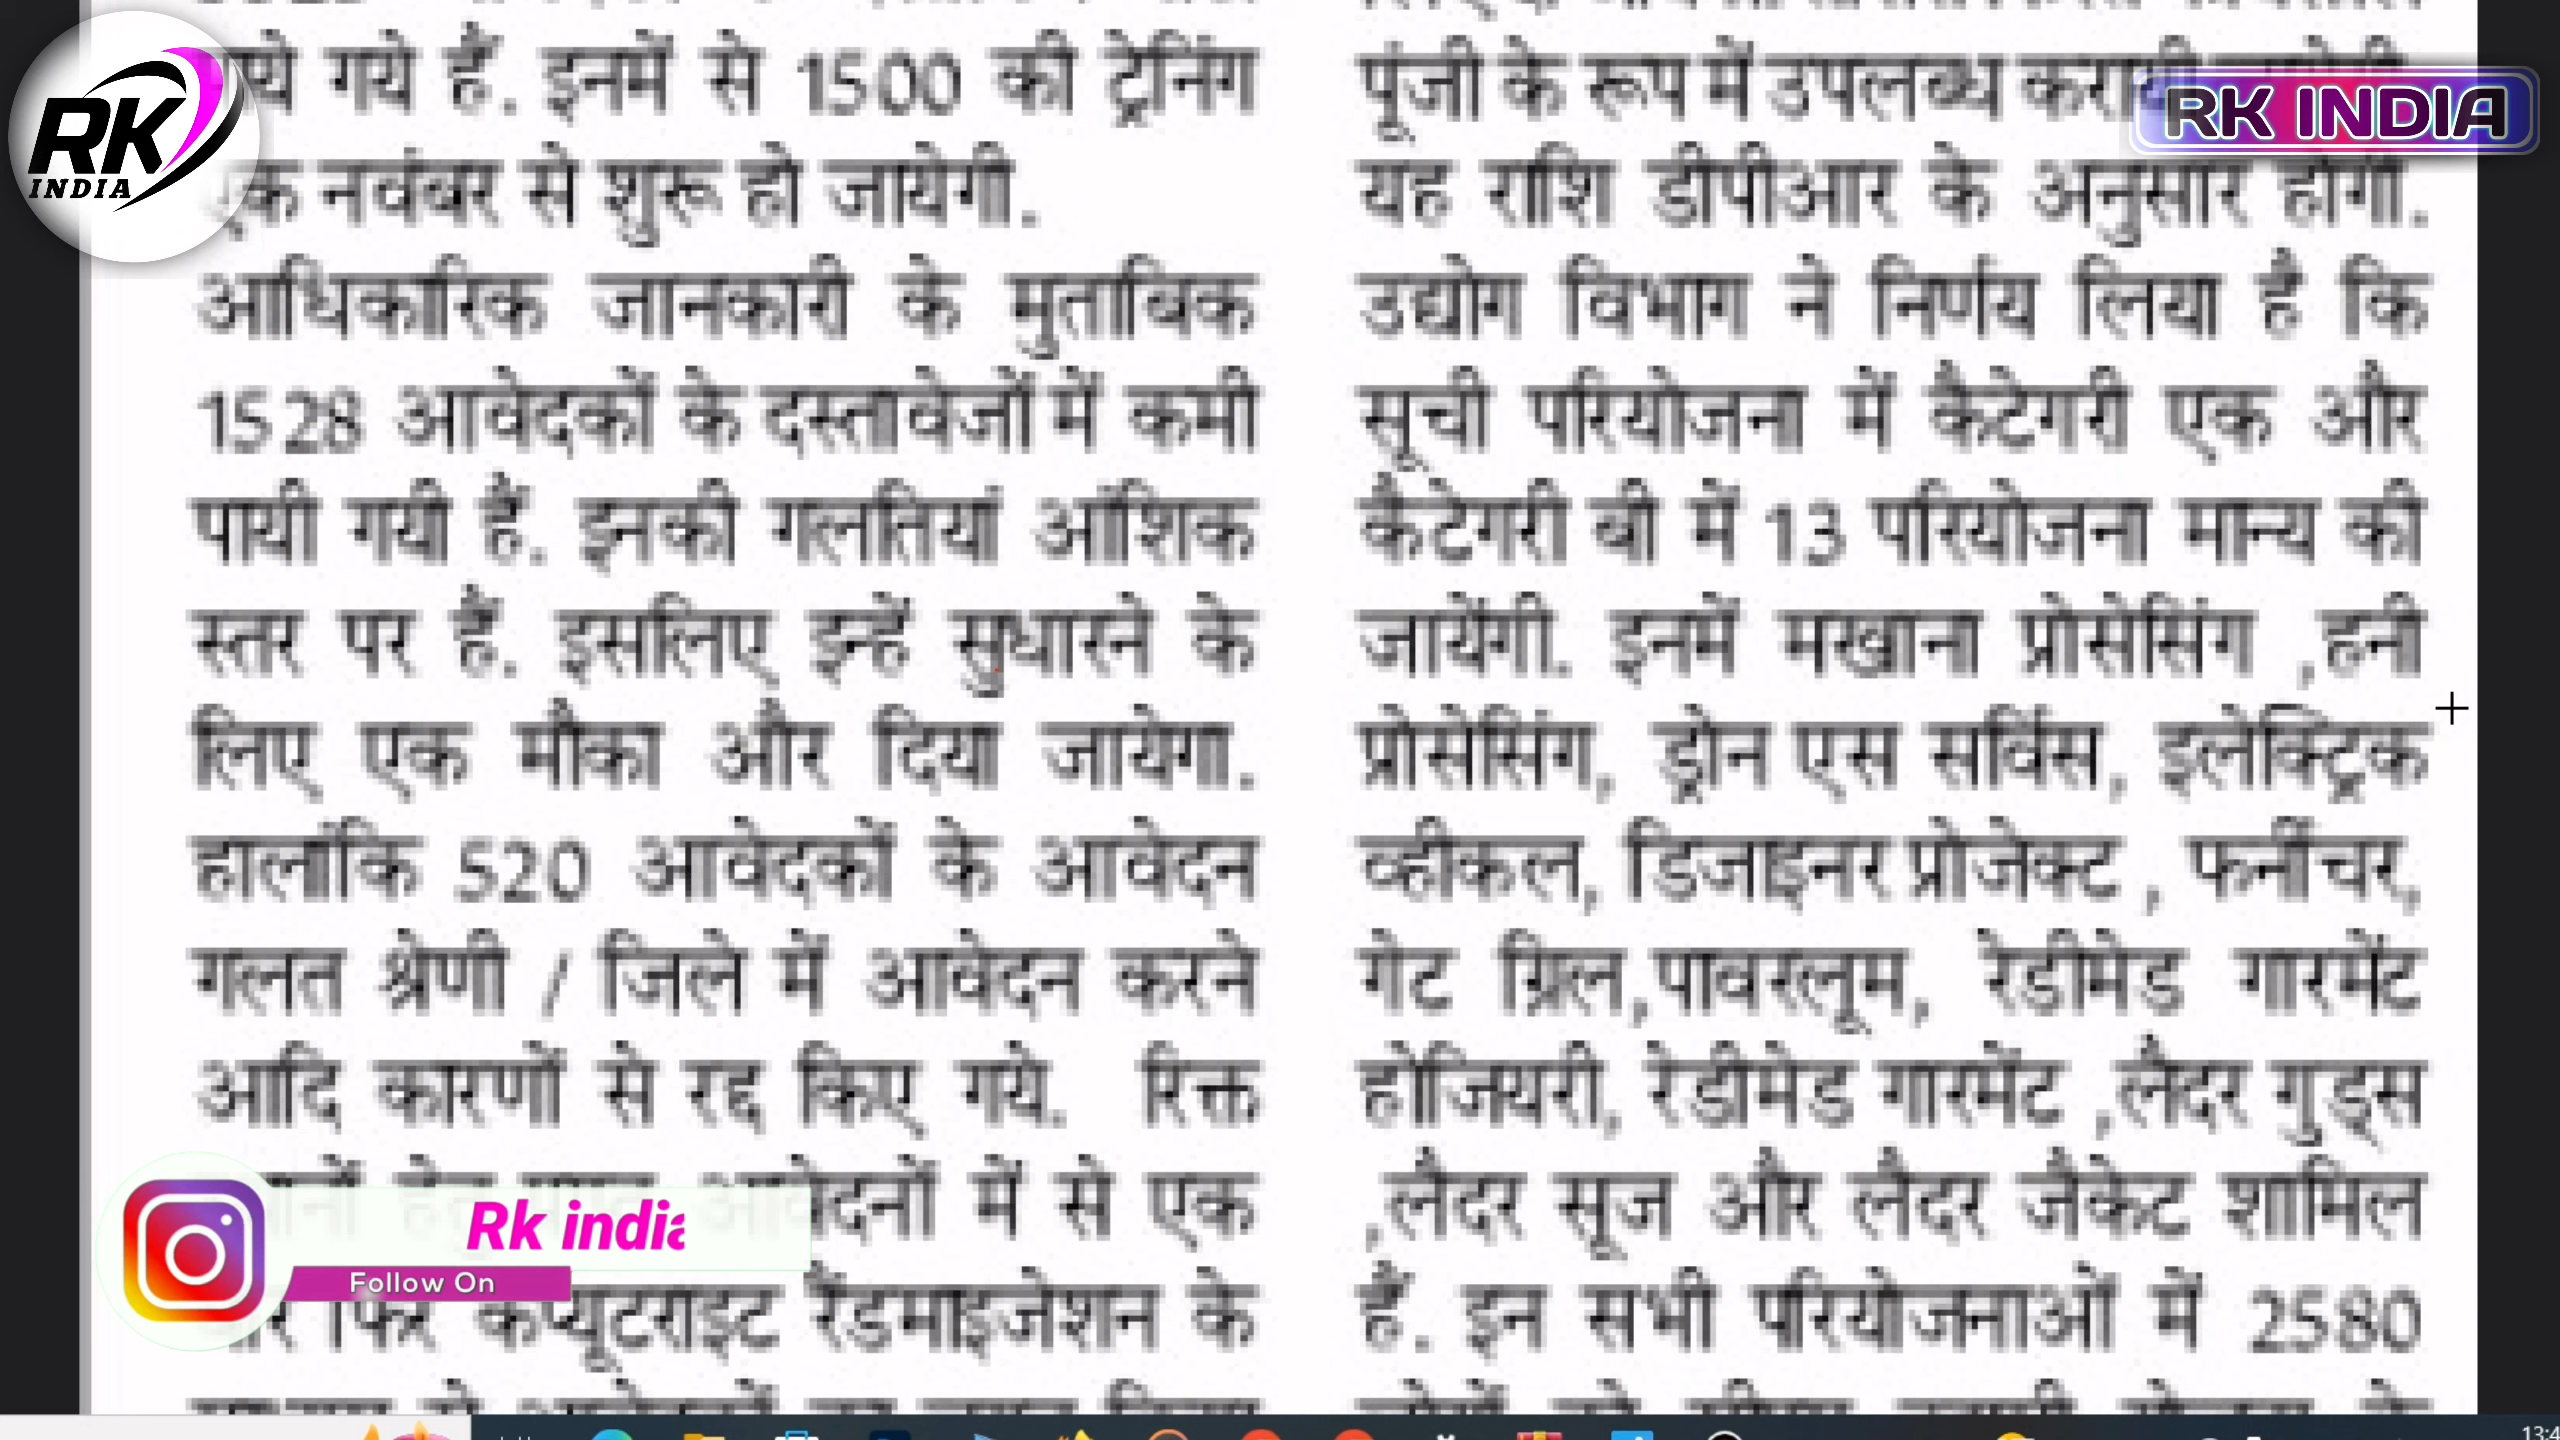 RK
INDIA
RK INDIA
गये हैं. इनमें से 1500 की ट्रेनिंग
एक नवंबर से शुरू हो जायेगी.
आधिकारिक जानकारी के मुताबिक
1528 आवेदकों के दस्तावेजों में कमी
पायी गयी हैं. इनकी गलतियां आंशिक
स्तर पर हैं. इसलिए इन्हें सुधारने के
लिए एक मौका और दिया जायेगा.
हालांकि 520 आवेदकों के आवेदन
गलत श्रेणी / जिले में आवेदन करने
आदि कारणों से रद्द किए गये. रिक्त
में से एक
फिर कंप्यूटराइट रैंडमाइजेशन के
पूंजी के रूप में उपलब्ध
यह राशि डीपीआर के अनुसार होगी.
उद्योग विभाग ने निर्णय लिया है कि
सूची परियोजना में कैटेगरी एक और
कैटेगरी बी में 13 परियोजना मान्य की
जायेंगी. इनमें मखाना प्रोसेसिंग ,हनी
प्रोसेसिंग, ड्रोन एस सर्विस, इलेक्ट्रिक
व्हीकल, डिजाइनर प्रोजेक्ट , फर्नीचर,
गेट ग्रिल,पावरलूम, रेडीमेड गारमेंट
होजियरी, रेडीमेड गारमेंट ,लैदर गुड्स
,लैदर सूज और लैदर जैकेट शामिल
हैं. इन सभी परियोजनाओं में 2580
Rk india
Follow On